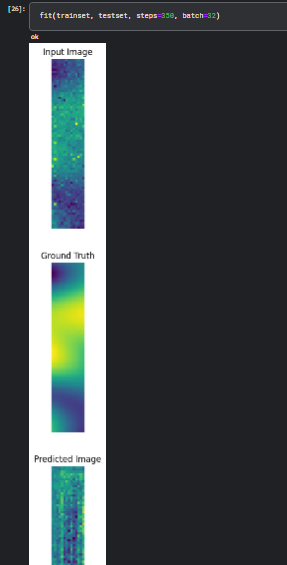 [26]:
fit(trainset, testset, steps=350, batch=32)
ok
Input Image
Ground Truth
Predicted Image